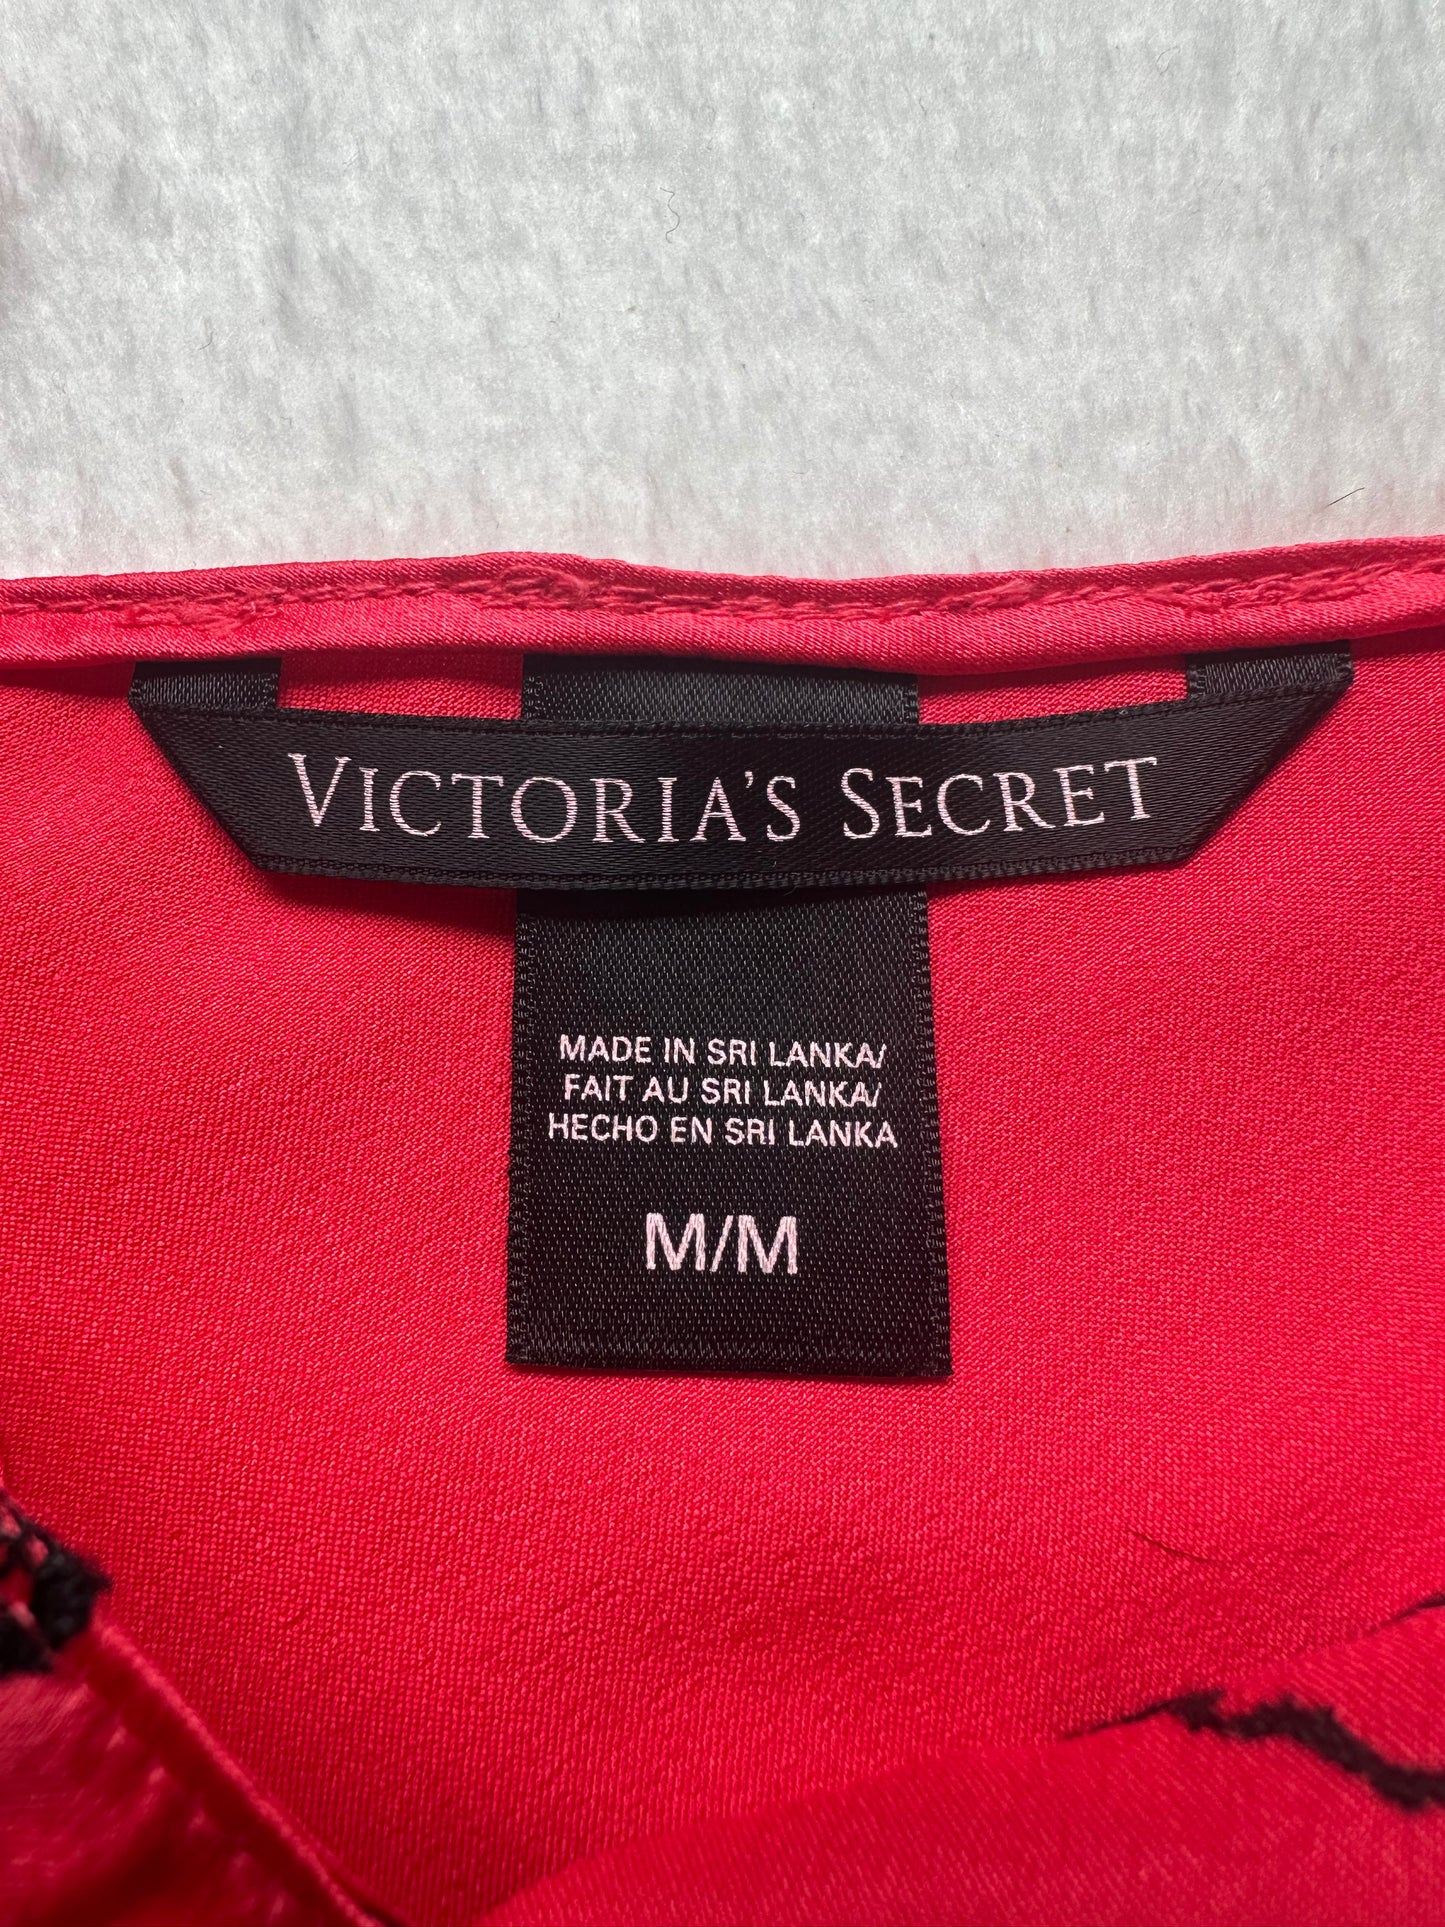 VICTORIA'S SECRET
MADE IN SRI LANKA/
FAIT AU SRI LANKA/
HECHO EN SRI LANKA
M/M